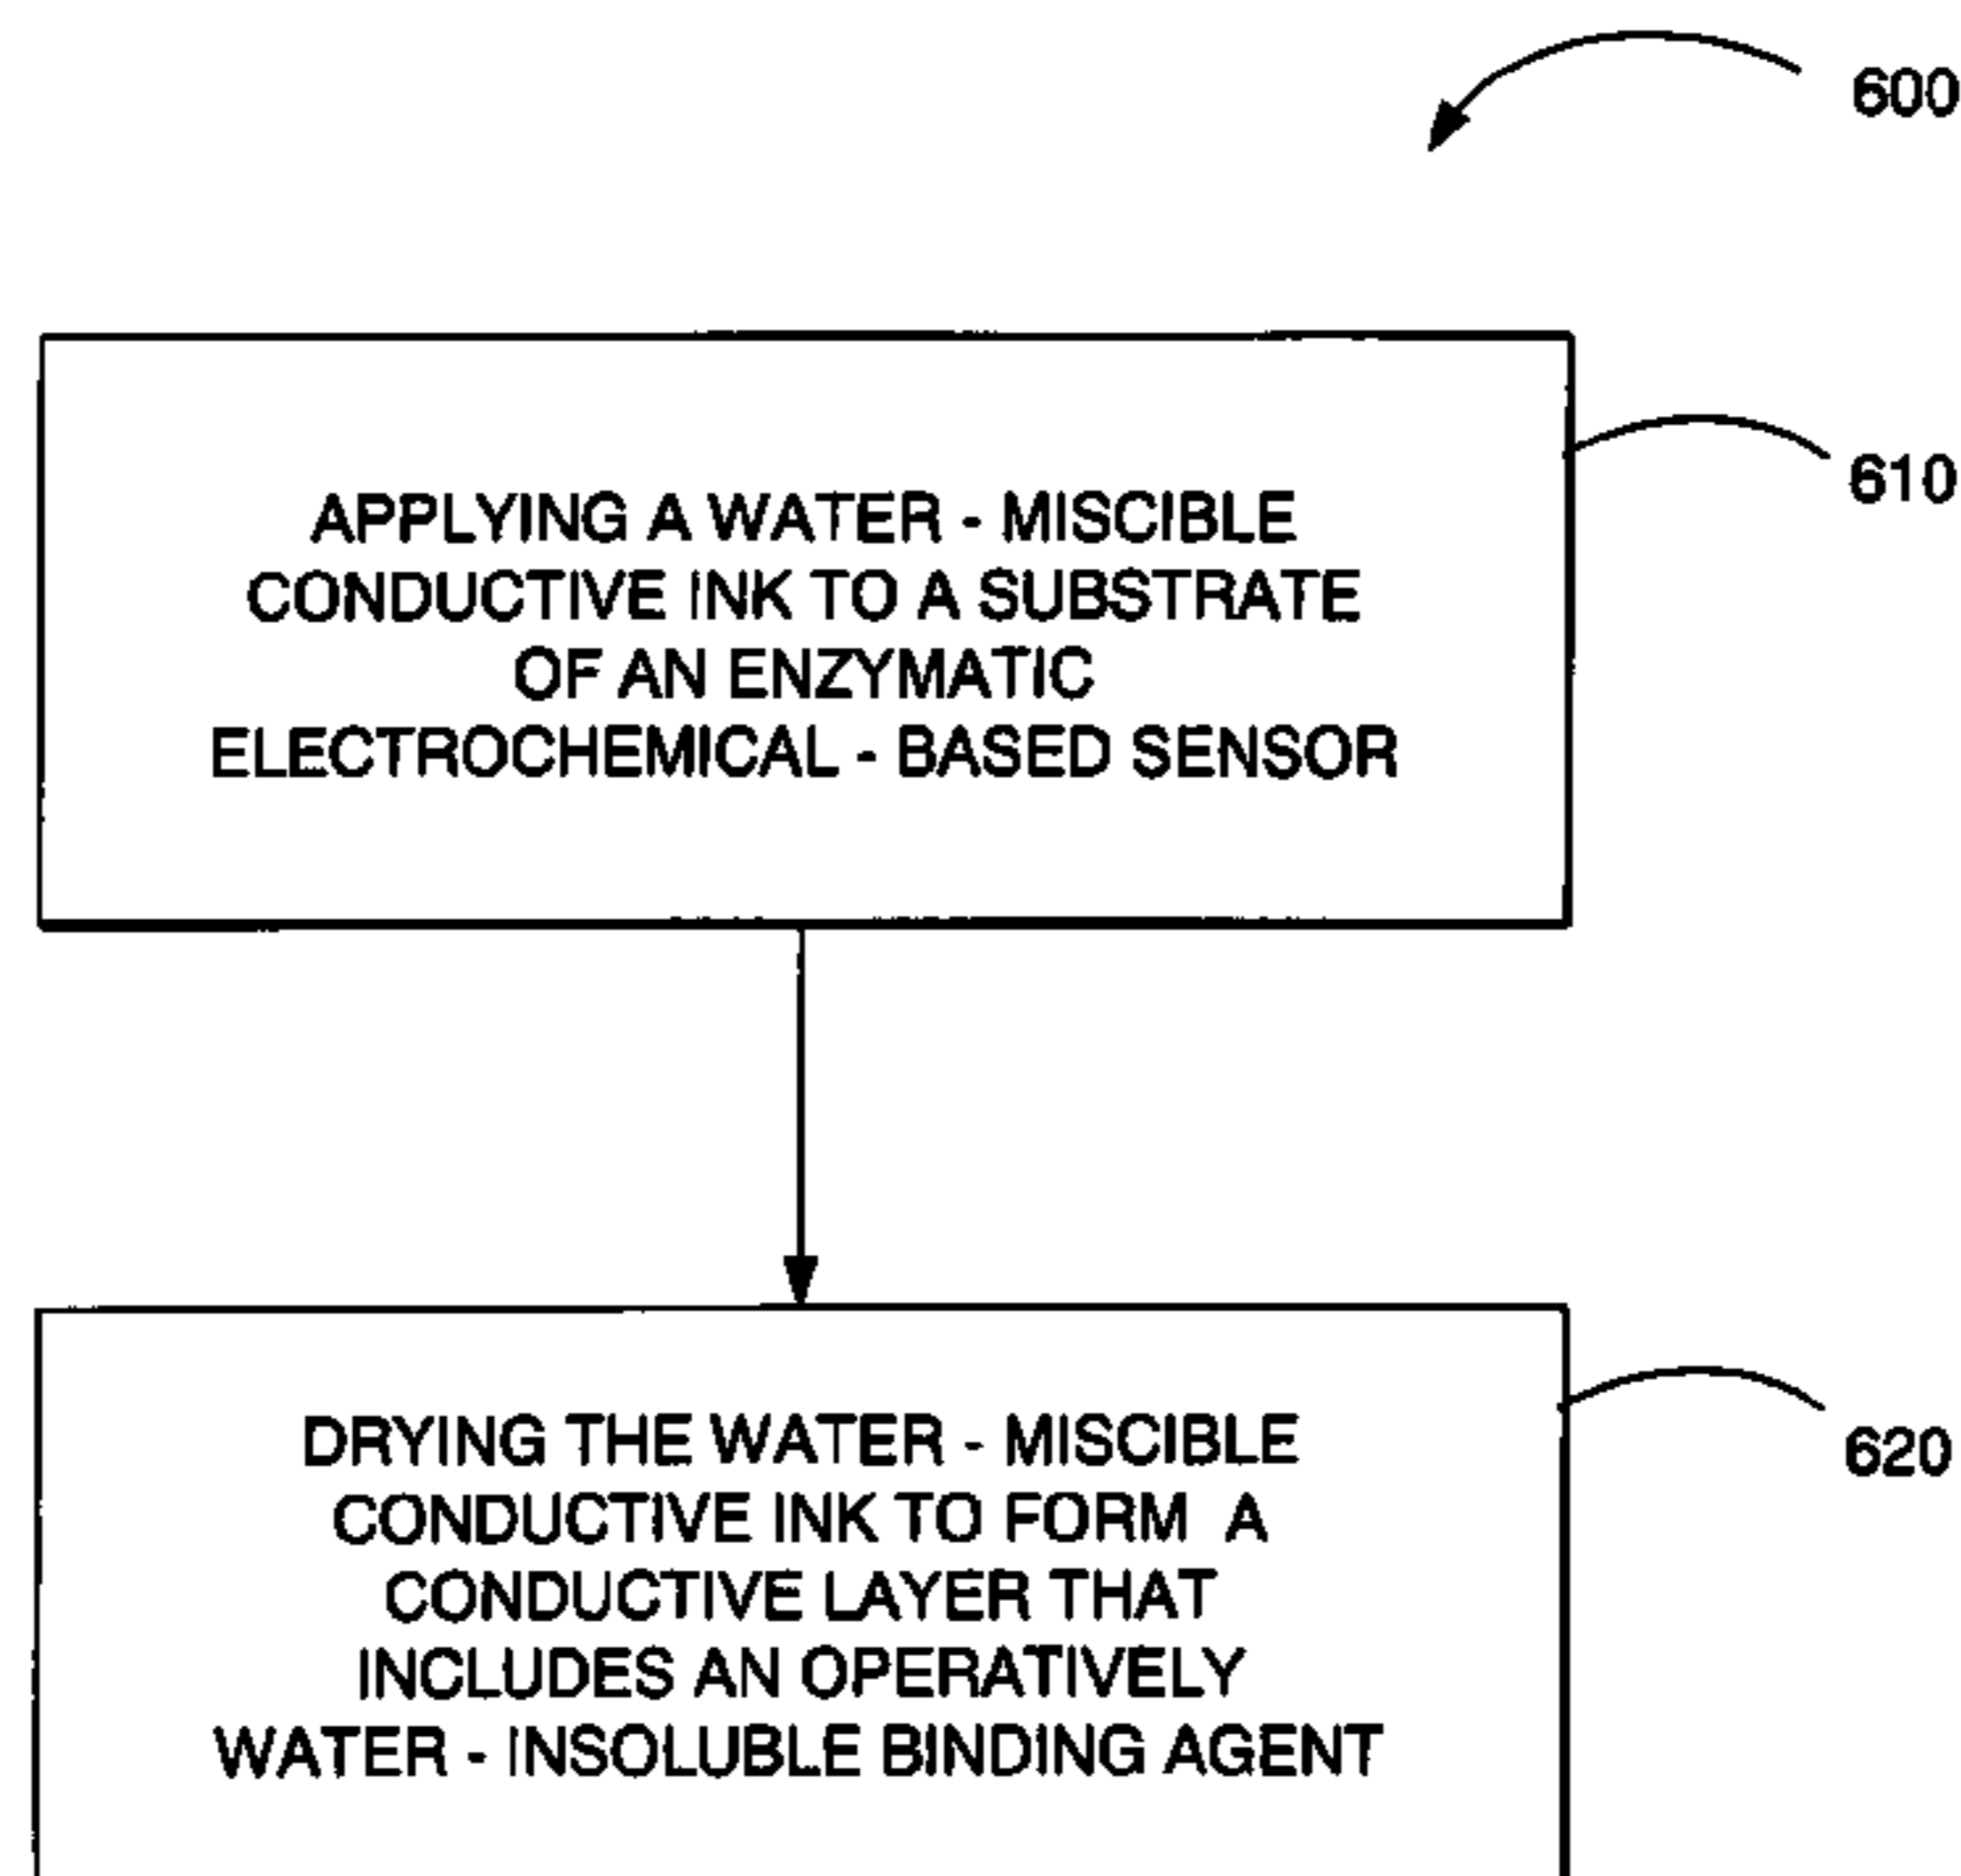 600
610
APPLYING A WATER - MISCIBLE
CONDUCTIVE INK TO A SUBSTRATE
OF AN ENZYMATIC
ELECTROCHEMICAL - BASED SENSOR
620
DRYING THE WATER - MISCIBLE
CONDUCTIVE INK TO FORM A
CONDUCTIVE LAYER THAT
INCLUDES AN OPERATIVELY
WATER - INSOLUBLE BINDING AGENT